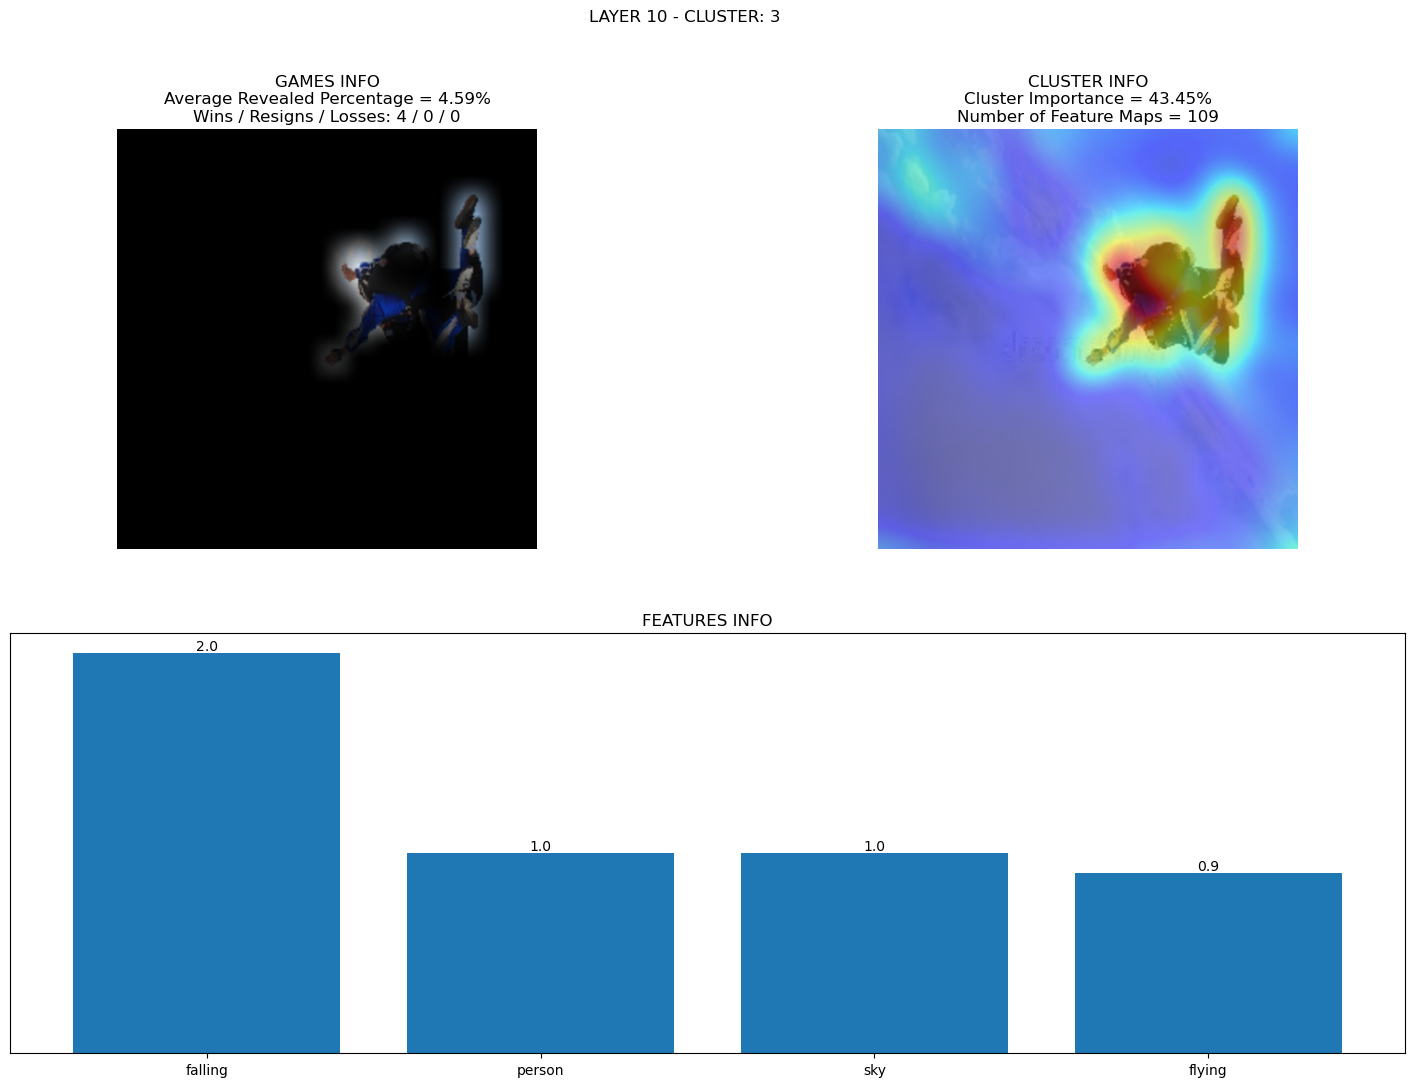 LAYER 10 - CLUSTER: 3
GAMES INFO
Average Revealed Percentage = 4.59%
Wins / Resigns / Losses: 4 / 0 / 0
CLUSTER INFO
Cluster Importance = 43.45%
Number of Feature Maps = 109
FEATURES INFO
2.0
1.0
1.0
0.9
falling
person
sky
flying